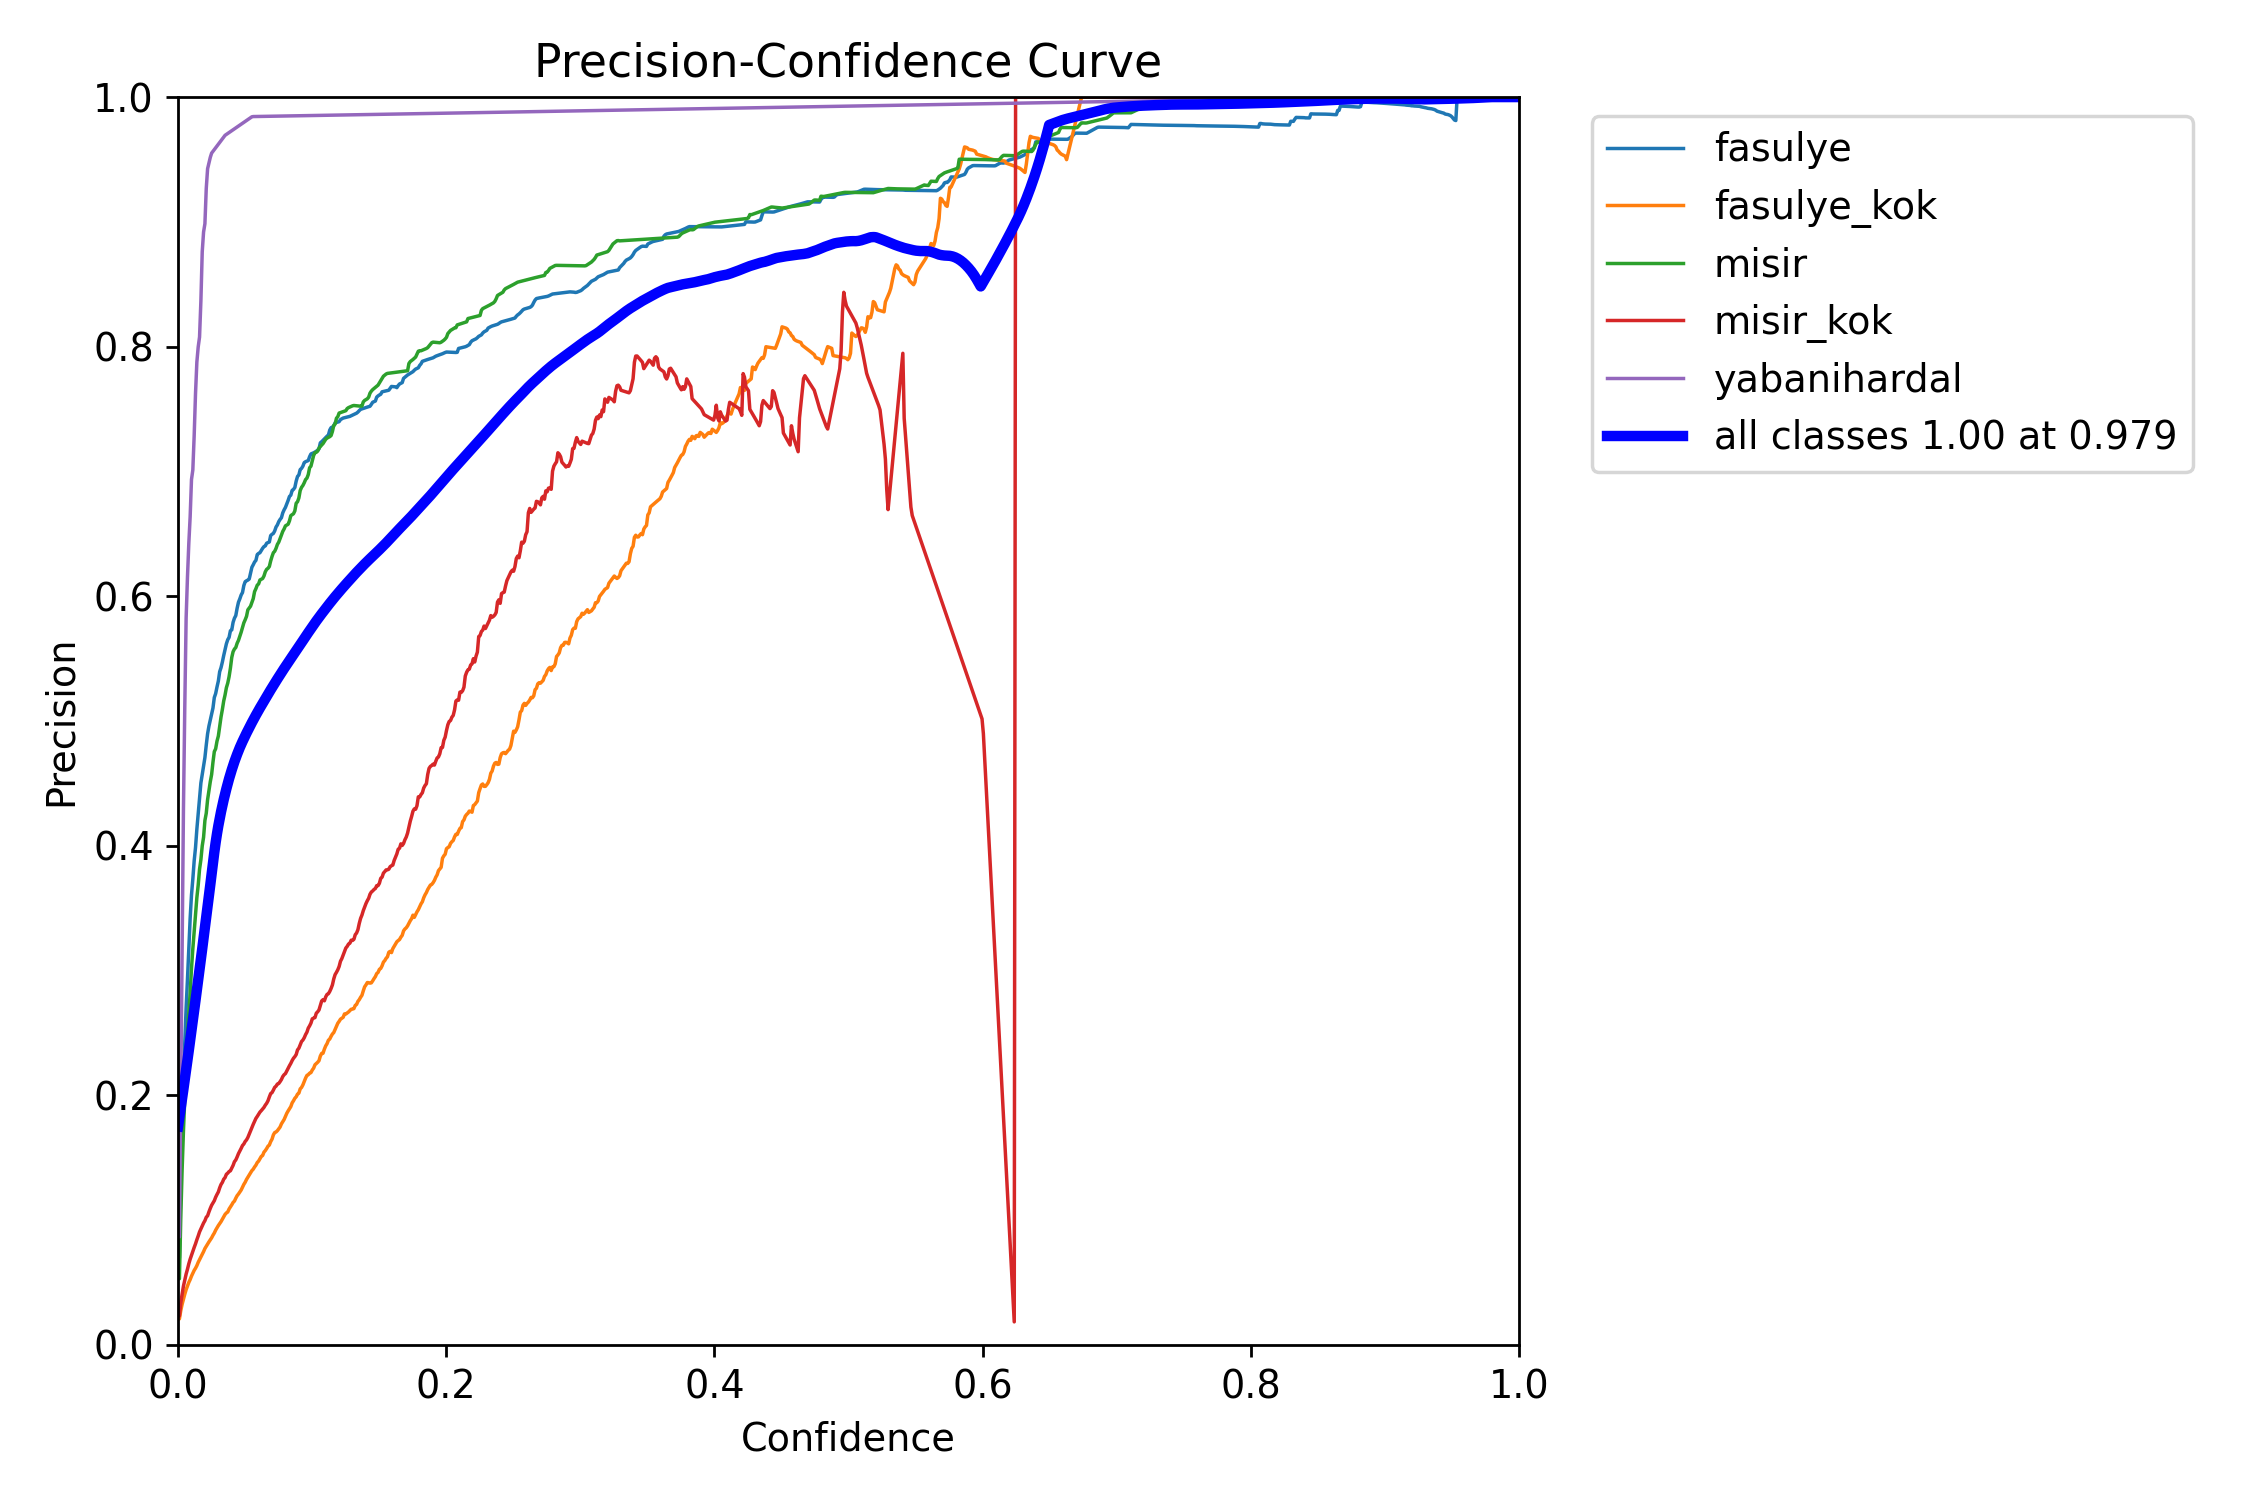 Precision-Confidence Curve
1.0
0.8
0.6
0.4
0.2
0.0
Precision
0.0 0.2 0.4 0.6 0.8 1.0
Confidence
fasulye
fasulye_kok
misir
misir_kok
yabanihardal
all classes 1.00 at 0.979